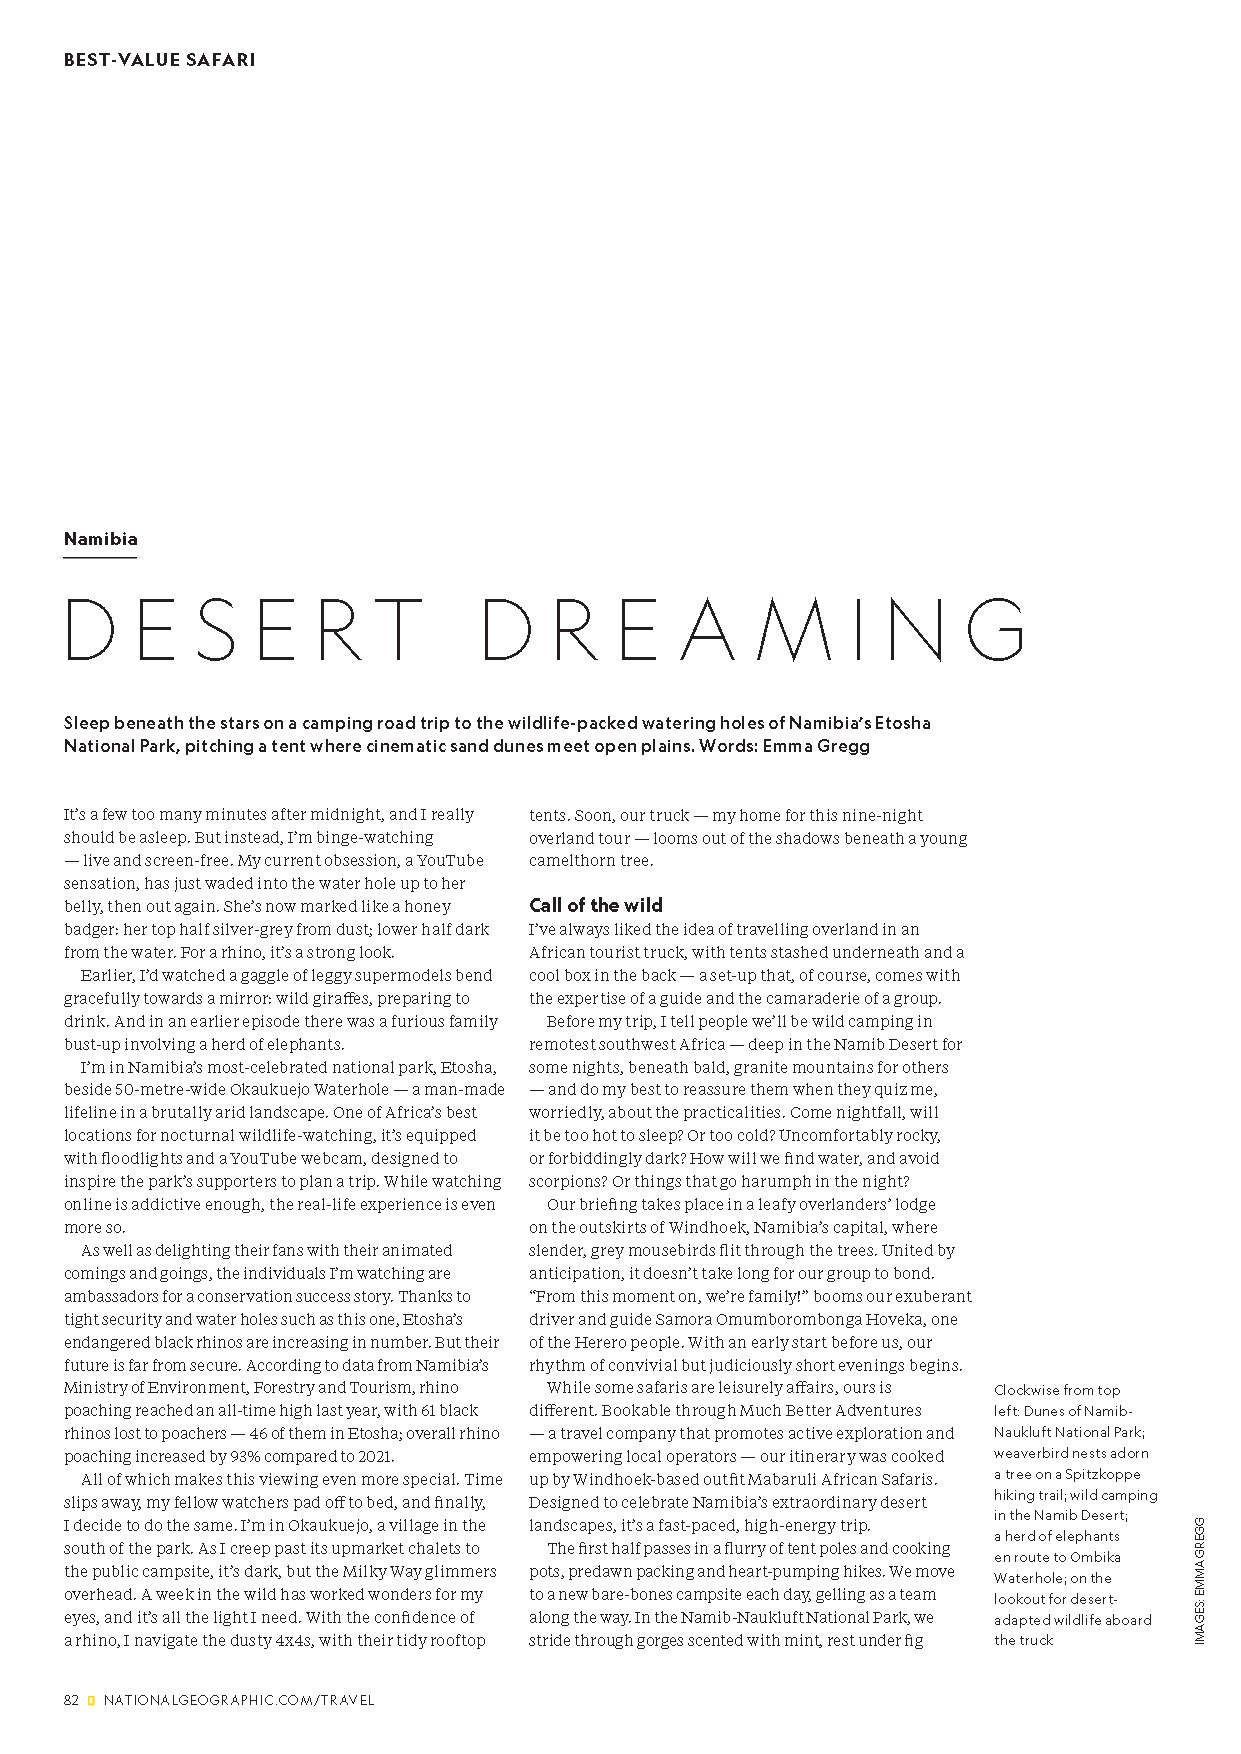 BEST-VALUE SAFARI
Namibia
DESERT DREAMING
Sleep beneath the stars on a camping road trip to the wildlife-packed watering holes of Namibia's Etosha
National Park, pitching a tent where cinematic sand dunes meet open plains. Words: Emma Gregg
It's a few too many minutes after midnight, and I really
should be asleep. But instead, I'm binge-watching
— live and screen-free. My current obsession, a YouTube
sensation, has just waded into the water hole up to her
belly, then out again. She's now marked like a honey
badger: her top half silver-grey from dust; lower half dark
from the water. For a rhino, it's a strong look.
Earlier, I'd watched a gaggle of leggy supermodels bend
gracefully towards a mirror: wild giraffes, preparing to
drink. And in an earlier episode there was a furious family
bust-up involving a herd of elephants.
I'm in Namibia's most-celebrated national park, Etosha,
beside 50-metre-wide Okaukuejo Waterhole — a man-made
lifeline in a brutally arid landscape. One of Africa's best
locations for nocturnal wildlife-watching, it's equipped
with floodlights and a YouTube webcam, designed to
inspire the park's supporters to plan a trip. While watching
online is addictive enough, the real-life experience is even
more so.
As well as delighting their fans with their animated
comings and goings, the individuals I'm watching are
ambassadors for a conservation success story. Thanks to
tight security and water holes such as this one, Etosha's
endangered black rhinos are increasing in number. But their
future is far from secure. According to data from Namibia's
Ministry of Environment, Forestry and Tourism, rhino
poaching reached an all-time high last year, with 61 black
rhinos lost to poachers — 46 of them in Etosha; overall rhino
poaching increased by 93% compared to 2021.
All of which makes this viewing even more special. Time
slips away, my fellow watchers pad off to bed, and finally,
I decide to do the same. I'm in Okaukuejo, a village in the
south of the park. As I creep past its upmarket chalets to
the public campsite, it's dark, but the Milky Way glimmers
overhead. A week in the wild has worked wonders for my
eyes, and it's all the light I need. With the confidence of
a rhino, I navigate the dusty 4x4s, with their tidy rooftop
tents. Soon, our truck — my home for this nine-night
overland tour — looms out of the shadows beneath a young
camelthorn tree.
Call of the wild
I've always liked the idea of travelling overland in an
African tourist truck, with tents stashed underneath and a
cool box in the back — a set-up that, of course, comes with
the expertise of a guide and the camaraderie of a group.
Before my trip, I tell people we'll be wild camping in
remotest southwest Africa — deep in the Namib Desert for
some nights, beneath bald, granite mountains for others
— and do my best to reassure them when they quiz me,
worriedly, about the practicalities. Come nightfall, will
it be too hot to sleep? Or too cold? Uncomfortably rocky,
or forbiddingly dark? How will we find water, and avoid
scorpions? Or things that go harumph in the night?
Our briefing takes place in a leafy overlanders' lodge
on the outskirts of Windhoek, Namibia's capital, where
slender, grey mousebirds flit through the trees. United by
anticipation, it doesn't take long for our group to bond.
“From this moment on, we're family!” booms our exuberant
driver and guide Samora Omumborombonga Hoveka, one
of the Herero people. With an early start before us, our
rhythm of convivial but judiciously short evenings begins.
While some safaris are leisurely affairs, ours is
different. Bookable through Much Better Adventures
— a travel company that promotes active exploration and
empowering local operators — our itinerary was cooked
up by Windhoek-based outfit Mabaruli African Safaris.
Designed to celebrate Namibia's extraordinary desert
landscapes, it's a fast-paced, high-energy trip.
The first half passes in a flurry of tent poles and cooking
pots, predawn packing and heart-pumping hikes. We move
to a new bare-bones campsite each day, gelling as a team
along the way. In the Namib-Naukluft National Park, we
stride through gorges scented with mint, rest under fig
Clockwise from top
left: Dunes of Namib-
Naukluft National Park;
weaverbird nests adorn
a tree on a Spitzkoppe
hiking trail; wild camping
in the Namib Desert;
a herd of elephants
en route to Ombika
Waterhole; on the
lookout for desert-
adapted wildlife aboard
the truck
IMAGES: EMMA GREGG
82 NATIONALGEOGRAPHIC.COM/TRAVEL